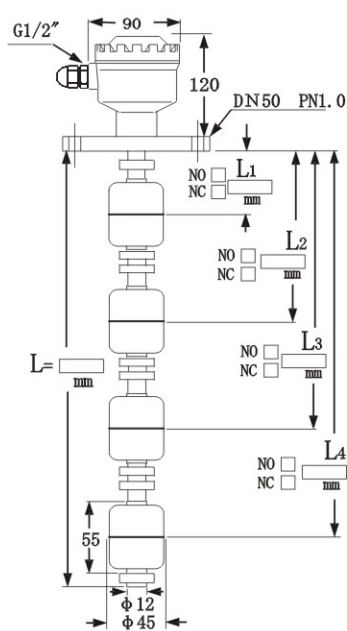 90
G1/2"
120
DN50 PN1.0
L1
NO
NC
mm
L2
NO
NC
mm
L3
NO
NC
mm
L=
mm
L4
NO
NC
mm
55
ϕ12
ϕ45